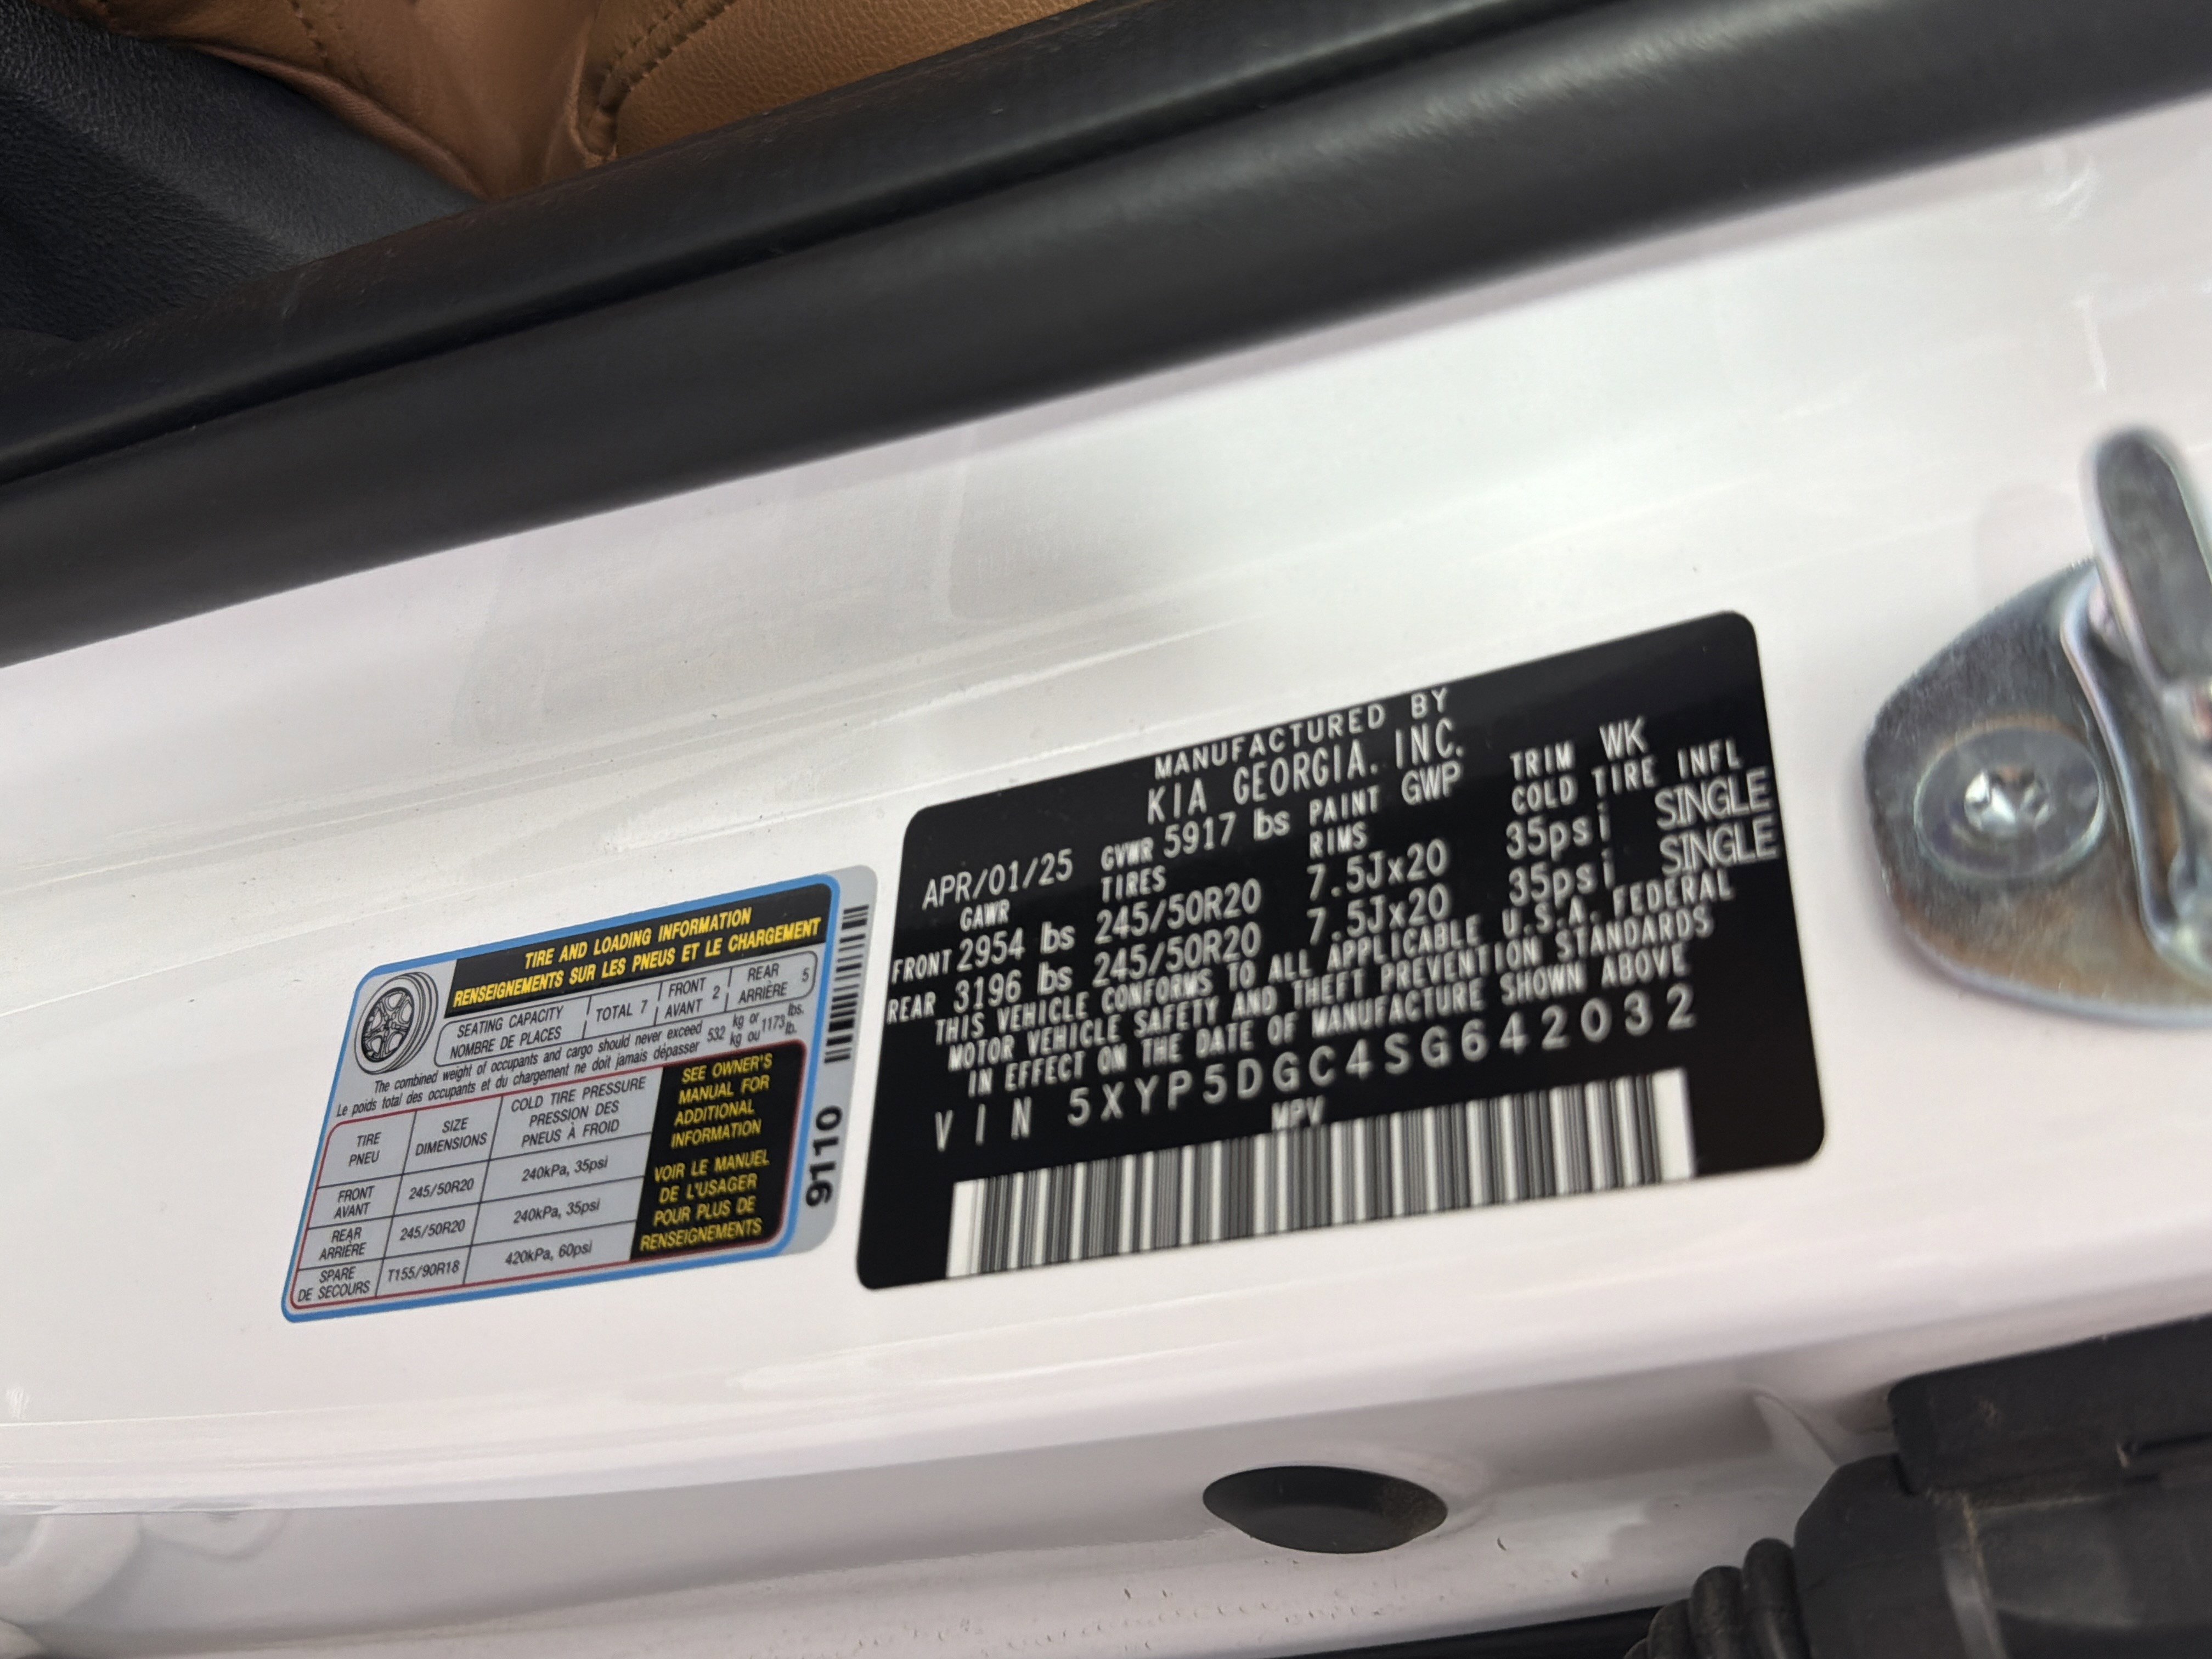 TIRE AND LOADING INFORMATION
RENSEIGNEMENTS SUR LES PNEUS ET LE CHARGEMENT
SEATING CAPACITY
NOMBRE DE PLACES
TOTAL 7
FRONT
AVANT
2
REAR
ARRIÈRE
5
The combined weight of occupants and cargo should never exceed
Le poids total des occupants et du chargement ne doit jamais dépasser
532
kg or
kg ou
1173
lbs.
lb.
TIRE
PNEU
SIZE
DIMENSIONS
COLD TIRE PRESSURE
PRESSION DES
PNEUS À FROID
FRONT
AVANT
245/50R20
240kPa, 35psi
REAR
ARRIÈRE
245/50R20
240kPa, 35psi
SPARE
DE SECOURS
T155/90R18
420kPa, 60psi
SEE OWNER'S
MANUAL FOR
ADDITIONAL
INFORMATION
VOIR LE MANUEL
DE L'USAGER
POUR PLUS DE
RENSEIGNEMENTS
9110
MANUFACTURED BY
KIA GEORGIA. INC.
APR/01/25 GVWR 5917 lbs PAINT GWP TRIM WK
GAWR TIRES RIMS COLD TIRE INFL
FRONT 2954 lbs 245/50R20 7.5Jx20 35psi SINGLE
REAR 3196 lbs 245/50R20 7.5Jx20 35psi SINGLE
THIS VEHICLE CONFORMS TO ALL APPLICABLE U.S.A. FEDERAL
MOTOR VEHICLE SAFETY AND THEFT PREVENTION STANDARDS
IN EFFECT ON THE DATE OF MANUFACTURE SHOWN ABOVE
VIN 5XYP5DGC4SG642032
MPV